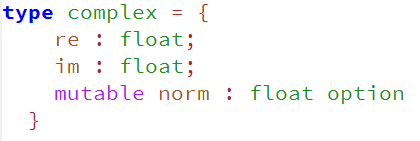 type complex = {
re : float;
im : float;
mutable norm : float option
}